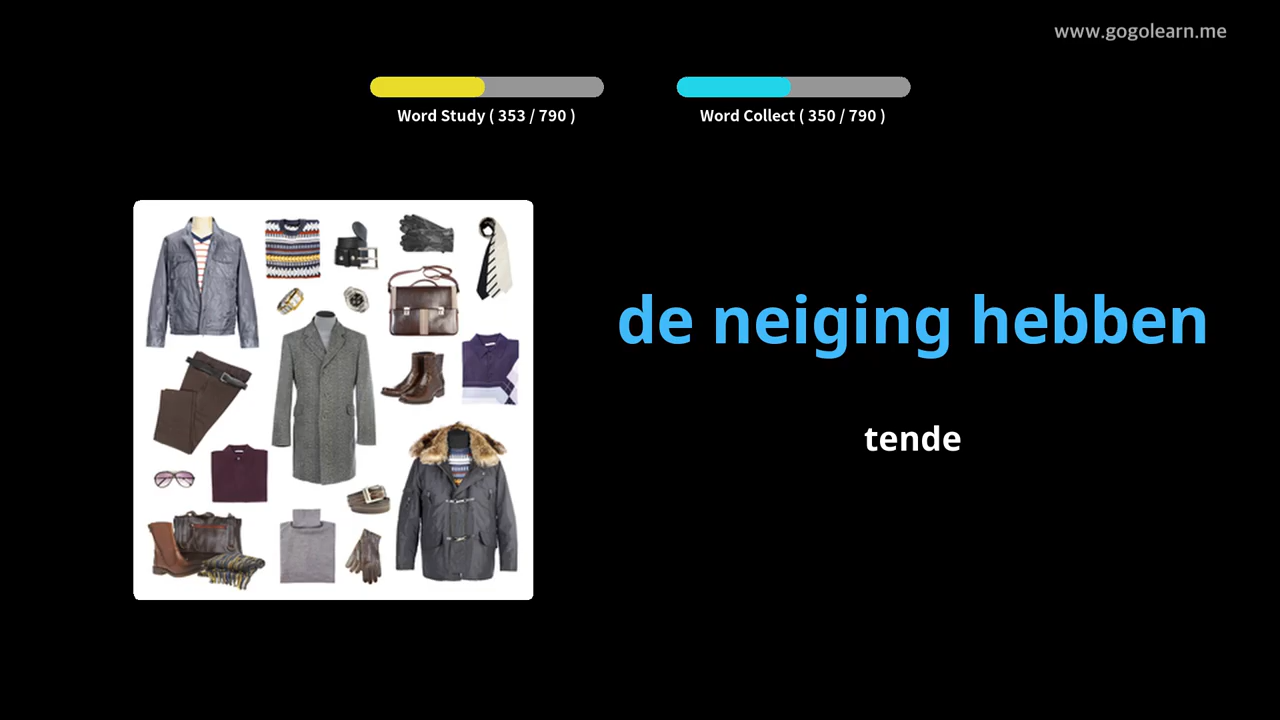 www.gogolearn.me
Word Study ( 353 / 790 )
Word Collect ( 350 / 790 )
de neiging hebben
tende